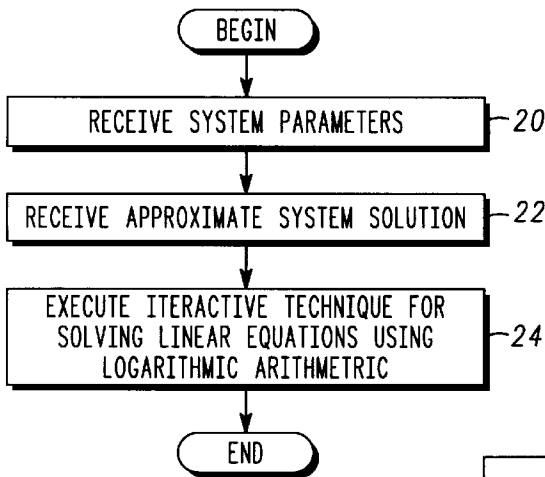 BEGIN
RECEIVE SYSTEM PARAMETERS 20
RECEIVE APPROXIMATE SYSTEM SOLUTION 22
EXECUTE ITERACTIVE TECHNIQUE FOR
SOLVING LINEAR EQUATIONS USING 24
LOGARITHMIC ARITHMETRIC
END